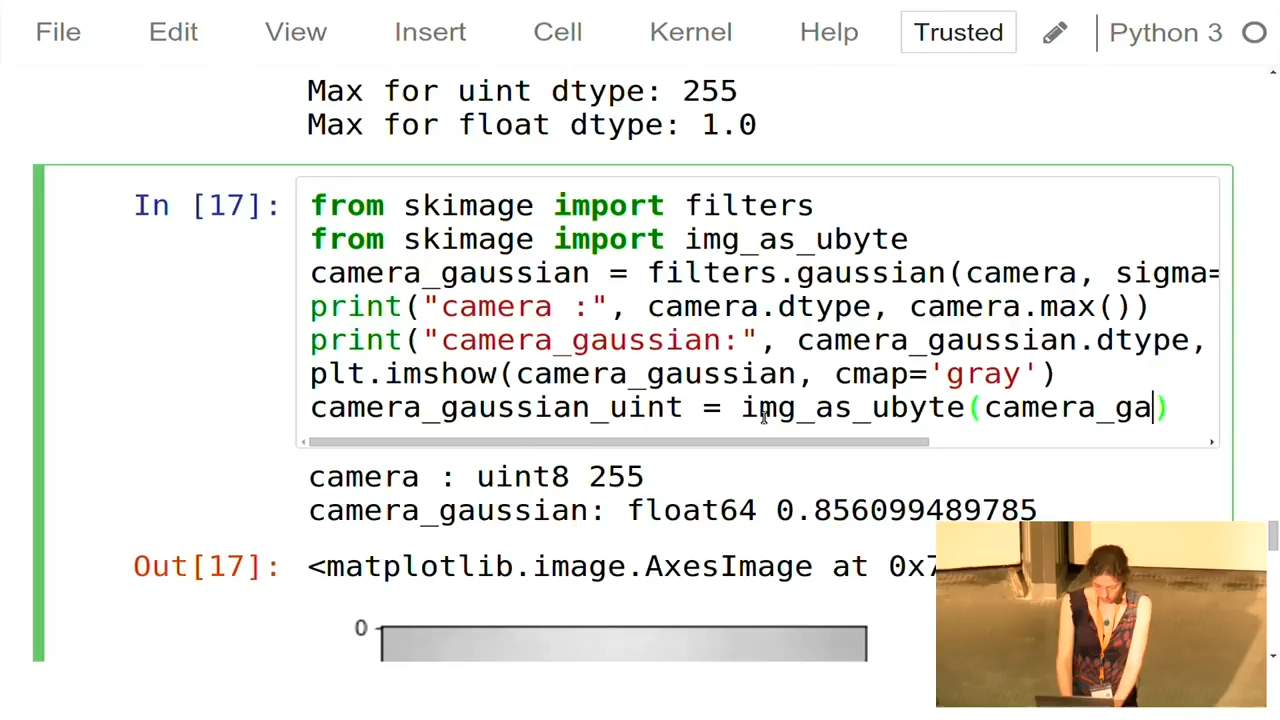 File Edit View Insert Cell Kernel Help Trusted Python 3
Max for uint dtype: 255
Max for float dtype: 1.0
In [17]: from skimage import filters
from skimage import img_as_ubyte
camera_gaussian = filters.gaussian(camera, sigma=
print("camera :", camera.dtype, camera.max())
print("camera_gaussian:", camera_gaussian.dtype,
plt.imshow(camera_gaussian, cmap='gray')
camera_gaussian_uint = img_as_ubyte(camera_ga)
camera : uint8 255
camera_gaussian: float64 0.856099489785
Out[17]: <matplotlib.image.AxesImage at 0x7
0